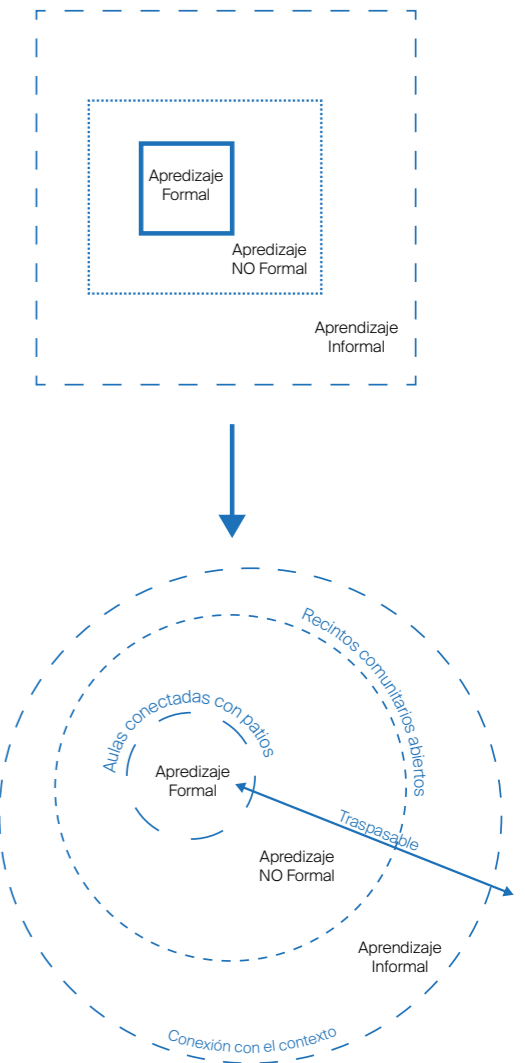 Apredizaje
Formal
Apredizaje
NO Formal
Aprendizaje
Informal
Recintos comunitarios abiertos
Aulas conectadas con patios
Apredizaje
Formal
Traspasable
Apredizaje
NO Formal
Aprendizaje
Informal
Conexión con el contexto